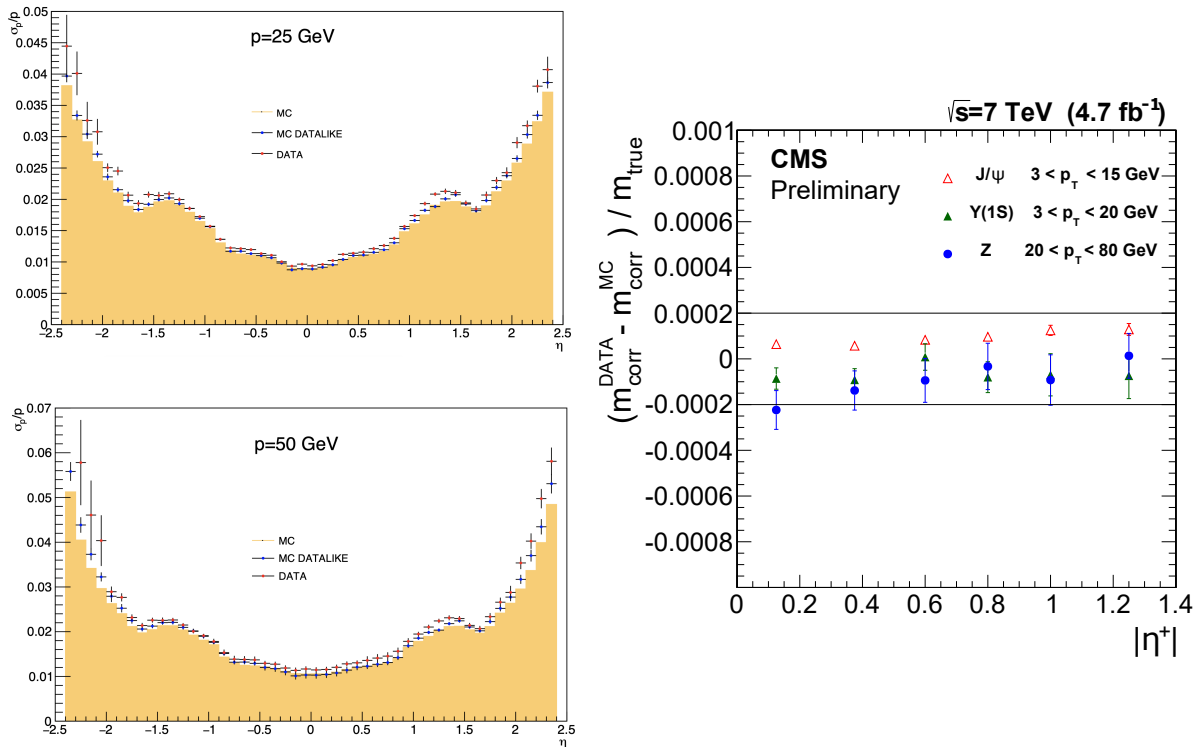 σp/p
p=25 GeV
MC
MC DATALIKE
DATA
0.05
0.045
0.04
0.035
0.03
0.025
0.02
0.015
0.01
0.005
0
-2.5 -2 -1.5 -1 -0.5 0 0.5 1 1.5 2 2.5
η
σp/p
p=50 GeV
MC
MC DATALIKE
DATA
0.07
0.06
0.05
0.04
0.03
0.02
0.01
0
-2.5 -2 -1.5 -1 -0.5 0 0.5 1 1.5 2 2.5
η
√s=7 TeV (4.7 fb⁻¹)
CMS
Preliminary
J/ψ 3 < p_T < 15 GeV
Υ(1S) 3 < p_T < 20 GeV
Z 20 < p_T < 80 GeV
(m_corr^DATA - m_corr^MC) / m_true
0.001
0.0008
0.0006
0.0004
0.0002
0
-0.0002
-0.0004
-0.0006
-0.0008
0 0.2 0.4 0.6 0.8 1 1.2 1.4
|η⁺|